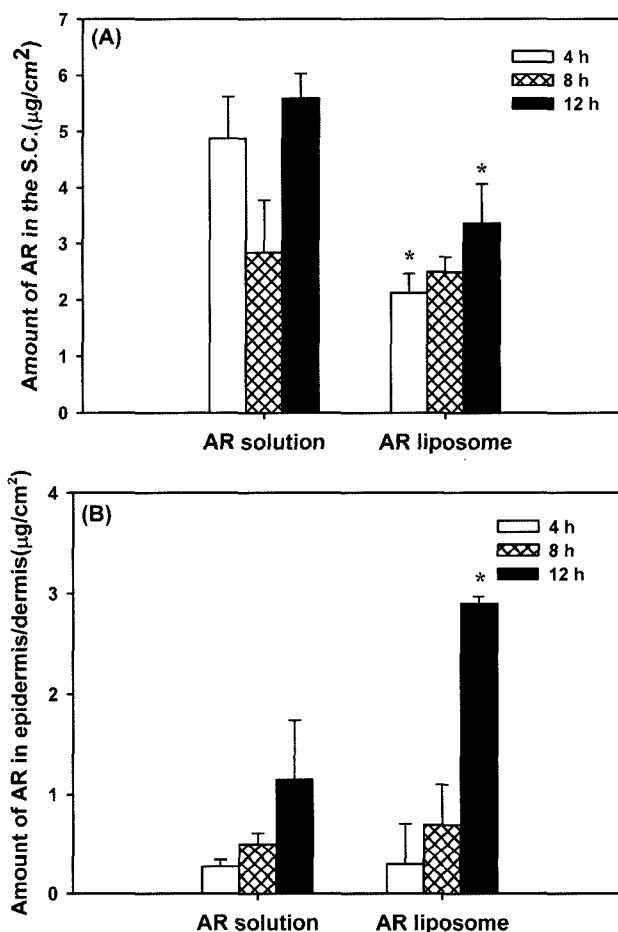 (A)
Amount of AR in the S.C.(μg/cm²)
7
6
5
4
3
2
1
0
4 h
8 h
12 h
*
*
AR solution
AR liposome
(B)
Amount of AR in epidermis/dermis(μg/cm²)
4
3
2
1
0
4 h
8 h
12 h
*
AR solution
AR liposome